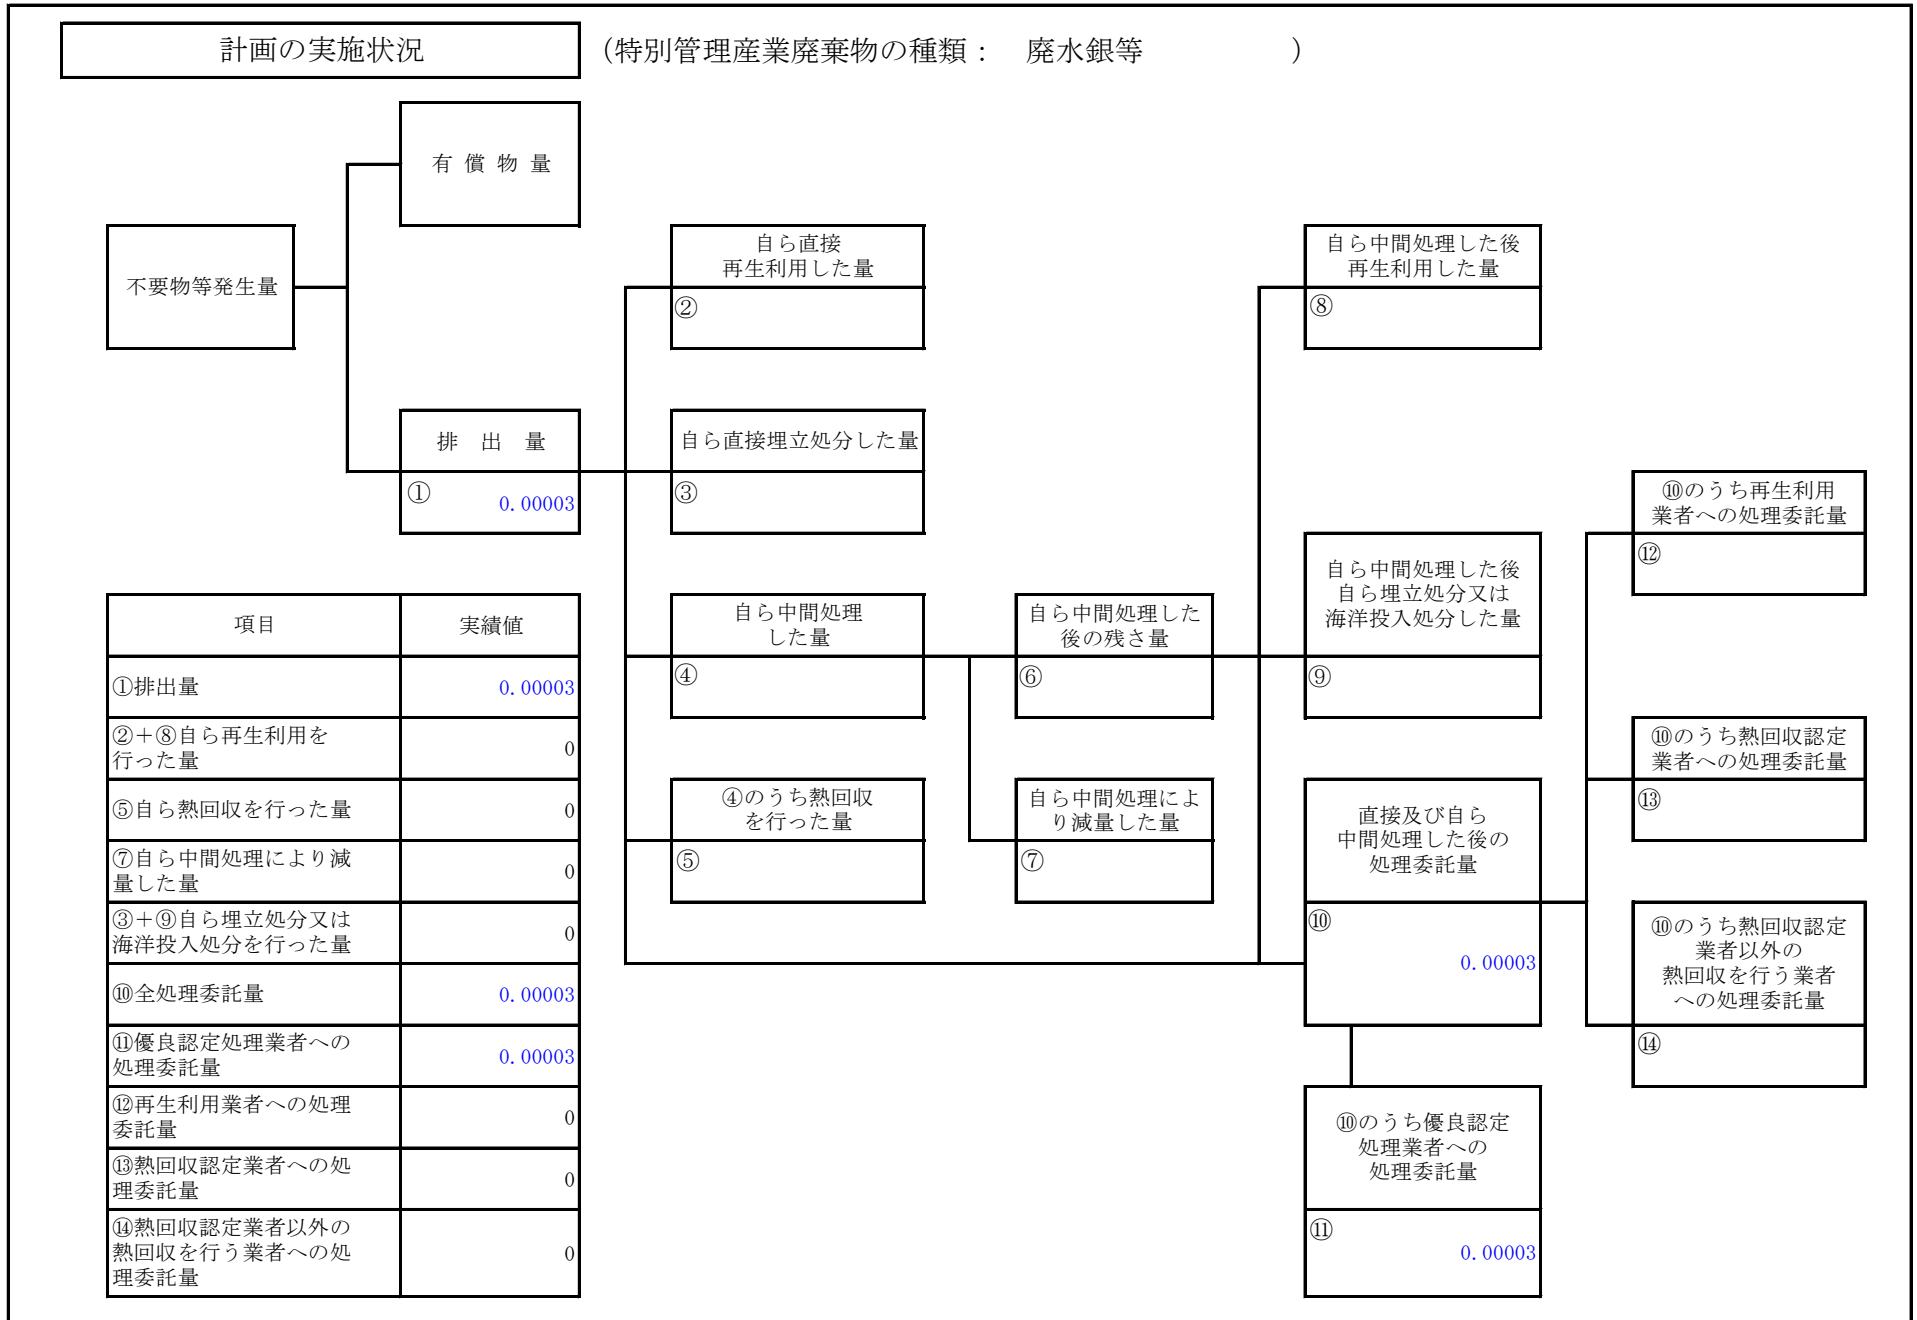 計画の実施状況
（特別管理産業廃棄物の種類： 廃水銀等 ）
有 償 物 量
不要物等発生量
自ら直接
再生利用した量
②
自ら中間処理した後
再生利用した量
⑧
排 出 量
① 0.00003
自ら直接埋立処分した量
③
⑩のうち再生利用
業者への処理委託量
⑫
自ら中間処理
した量
④
自ら中間処理した
後の残さ量
⑥
自ら中間処理した後
自ら埋立処分又は
海洋投入処分した量
⑨
④のうち熱回収
を行った量
⑤
自ら中間処理によ
り減量した量
⑦
直接及び自ら
中間処理した後の
処理委託量
⑩
0.00003
⑩のうち熱回収認定
業者への処理委託量
⑬
⑩のうち熱回収認定
業者以外の
熱回収を行う業者
への処理委託量
⑭
⑩のうち優良認定
処理業者への
処理委託量
⑪
0.00003
項目 実績値
①排出量 0.00003
②＋⑧自ら再生利用を
行った量 0
⑤自ら熱回収を行った量 0
⑦自ら中間処理により減
量した量 0
③＋⑨自ら埋立処分又は
海洋投入処分を行った量 0
⑩全処理委託量 0.00003
⑪優良認定処理業者への
処理委託量 0.00003
⑫再生利用業者への処理
委託量 0
⑬熱回収認定業者への処
理委託量 0
⑭熱回収認定業者以外の
熱回収を行う業者への処 0
理委託量